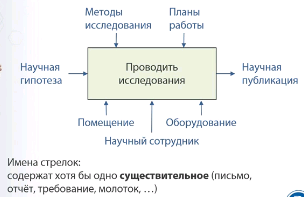 Методы
исследования
Планы
работы
Научная
гипотеза
Проводить
исследования
Научная
публикация
Помещение
Оборудование
Научный сотрудник
Имена стрелок:
содержат хотя бы одно существительное (письмо,
отчёт, требование, молоток, …)